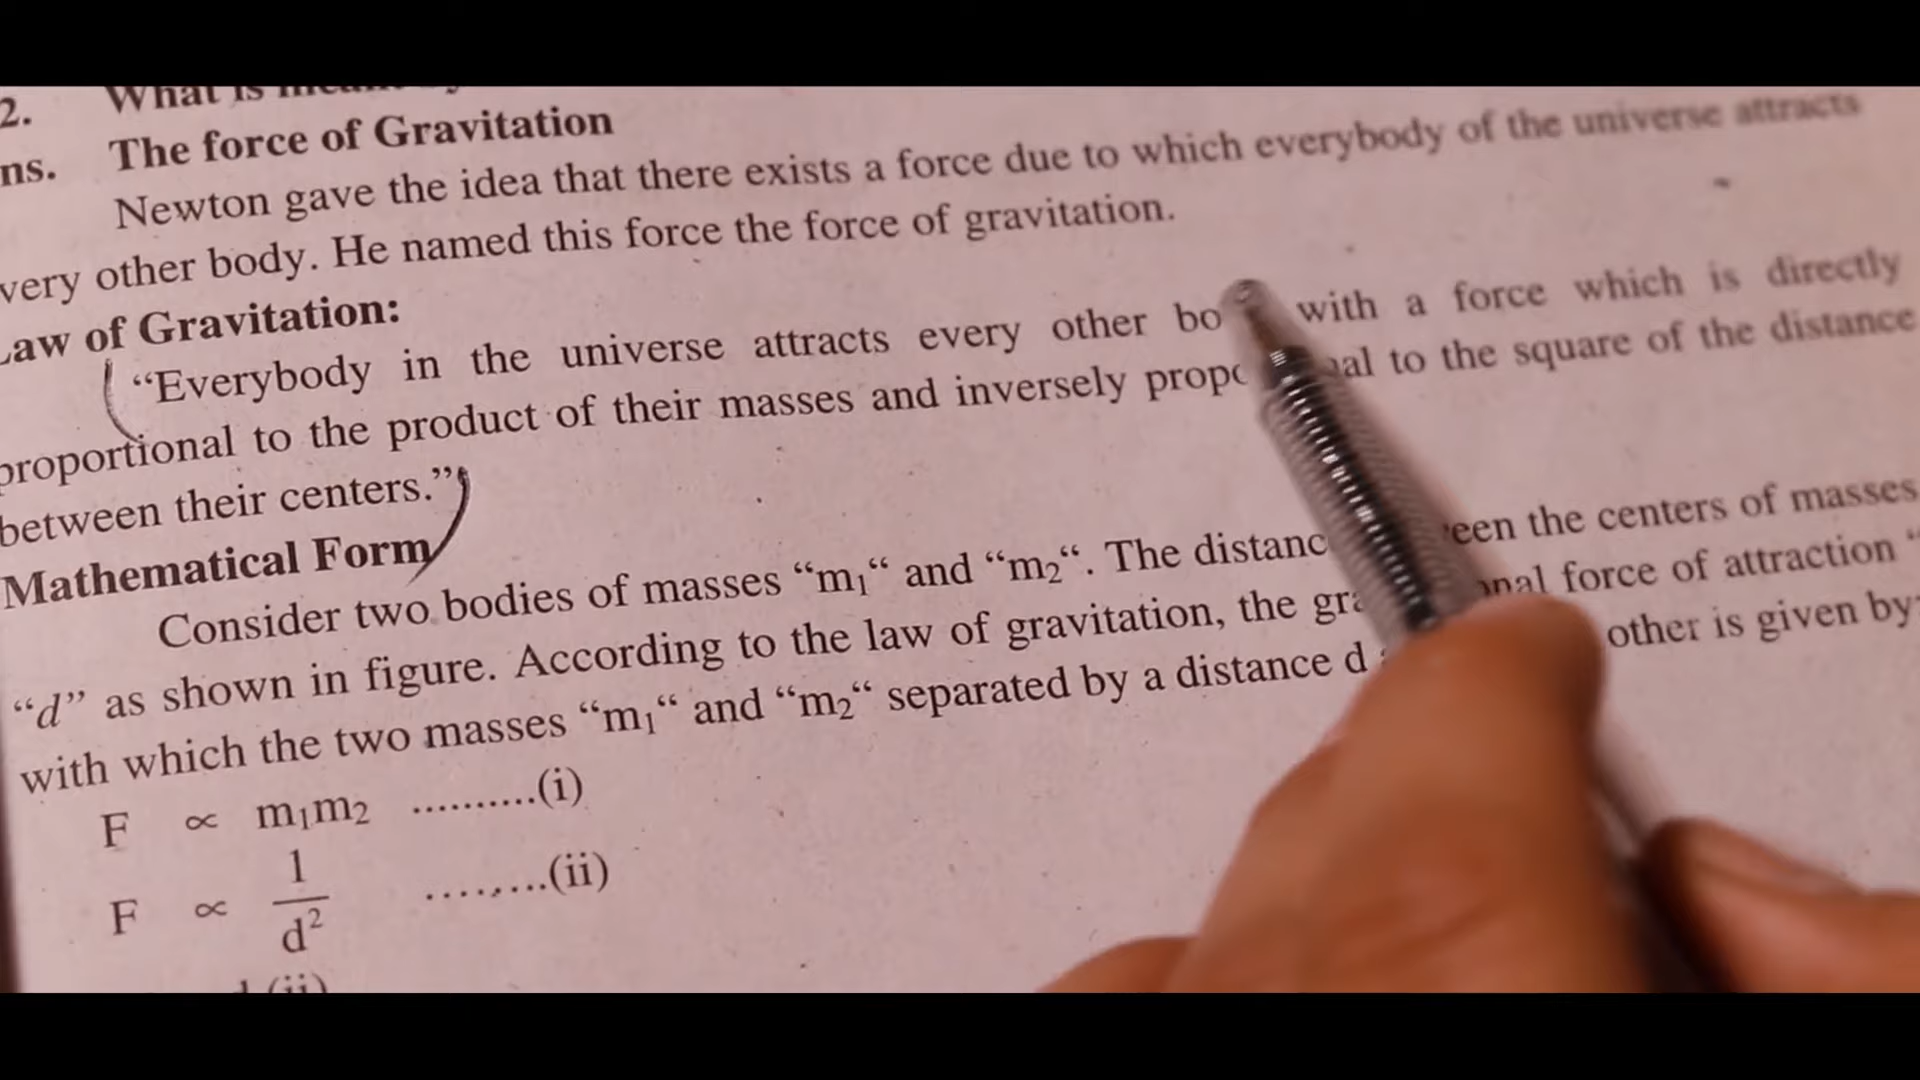 2. What is
ns. The force of Gravitation
Newton gave the idea that there exists a force due to which everybody of the universe attracts
very other body. He named this force the force of gravitation.
Law of Gravitation:
“Everybody in the universe attracts every other bo with a force which is directly
proportional to the product of their masses and inversely propo nal to the square of the distance
between their centers.”
Mathematical Form
Consider two bodies of masses “m₁“ and “m₂“. The distanc een the centers of masses
“d” as shown in figure. According to the law of gravitation, the gra onal force of attraction “
with which the two masses “m₁“ and “m₂“ separated by a distance d other is given by
F ∝ m₁m₂ ..........(i)
F ∝ 1/d² ........(ii)
(ii)